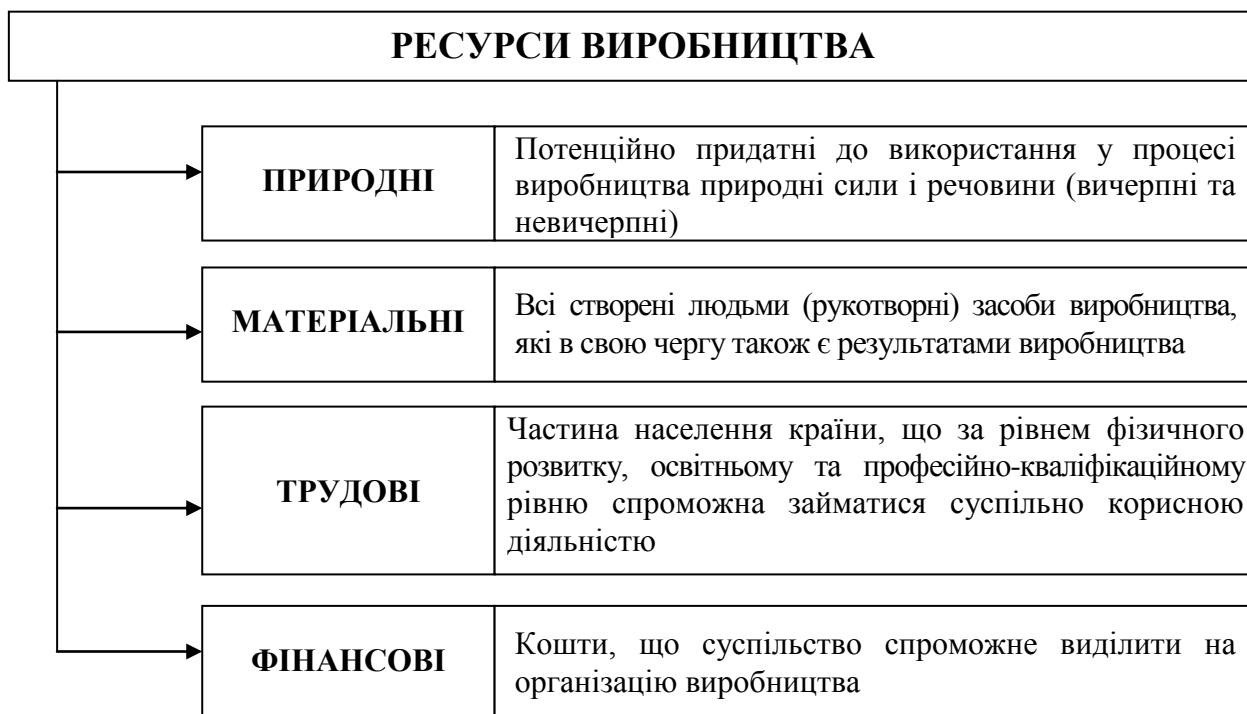 РЕСУРСИ ВИРОБНИЦТВА
ПРИРОДНІ
Потенційно придатні до використання у процесі
виробництва природні сили і речовини (вичерпні та
невичерпні)
МАТЕРІАЛЬНІ
Всі створені людьми (рукотворні) засоби виробництва,
які в свою чергу також є результатами виробництва
ТРУДОВІ
Частина населення країни, що за рівнем фізичного
розвитку, освітньому та професійно-кваліфікаційному
рівню спроможна займатися суспільно корисною
діяльністю
ФІНАНСОВІ
Кошти, що суспільство спроможне виділити на
організацію виробництва